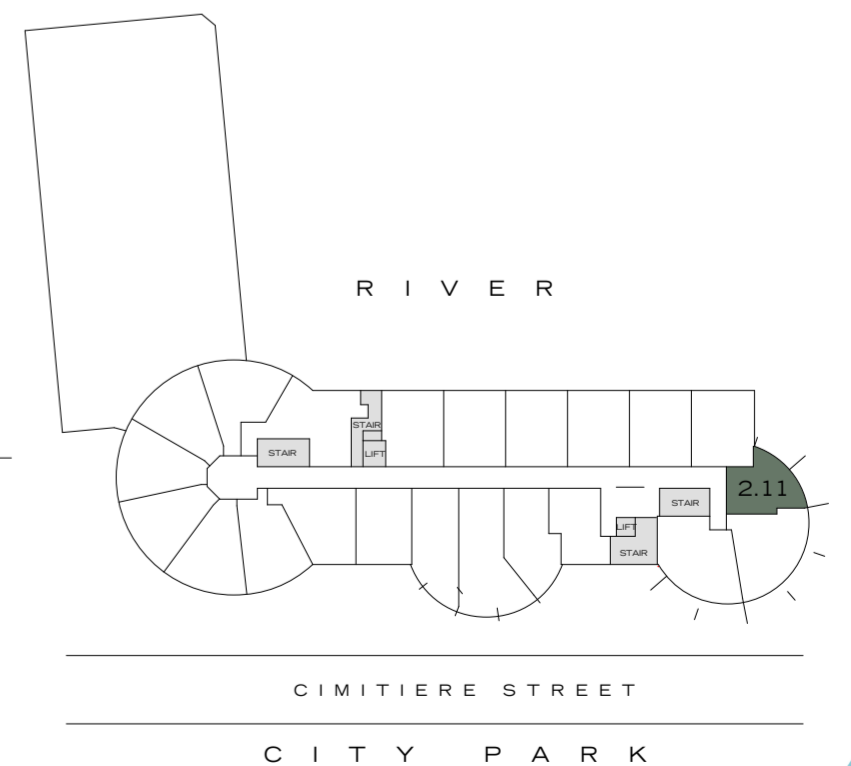 RIVER
STAIR
STAIR
LIFT
2.11
STAIR
LIFT
STAIR
CIMITIERE STREET
CITY PARK